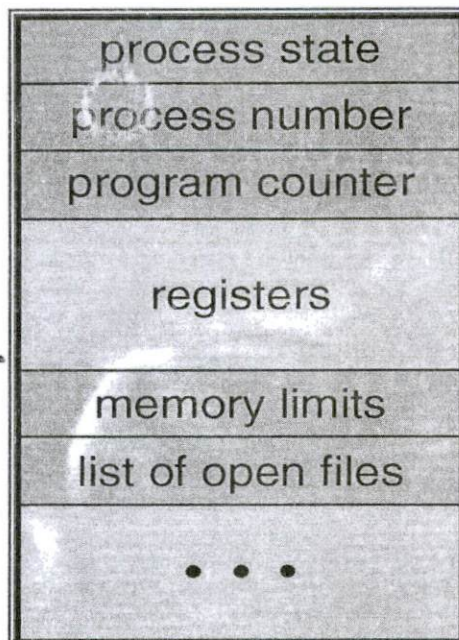 process state
process number
program counter
registers
memory limits
list of open files
• • •